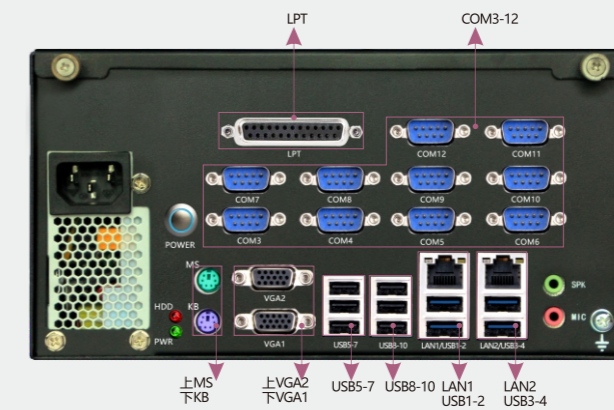 LPT
COM3-12
LPT
COM12
COM11
COM7
COM8
COM9
COM10
COM3
COM4
COM5
COM6
POWER
MS
VGA2
HDD
KB
SPK
MIC
PWR
VGA1
USB5-7
USB8-10
LAN1/USB1-2
LAN2/USB3-4
上MS
下KB
上VGA2
下VGA1
USB5-7
USB8-10
LAN1
USB1-2
LAN2
USB3-4